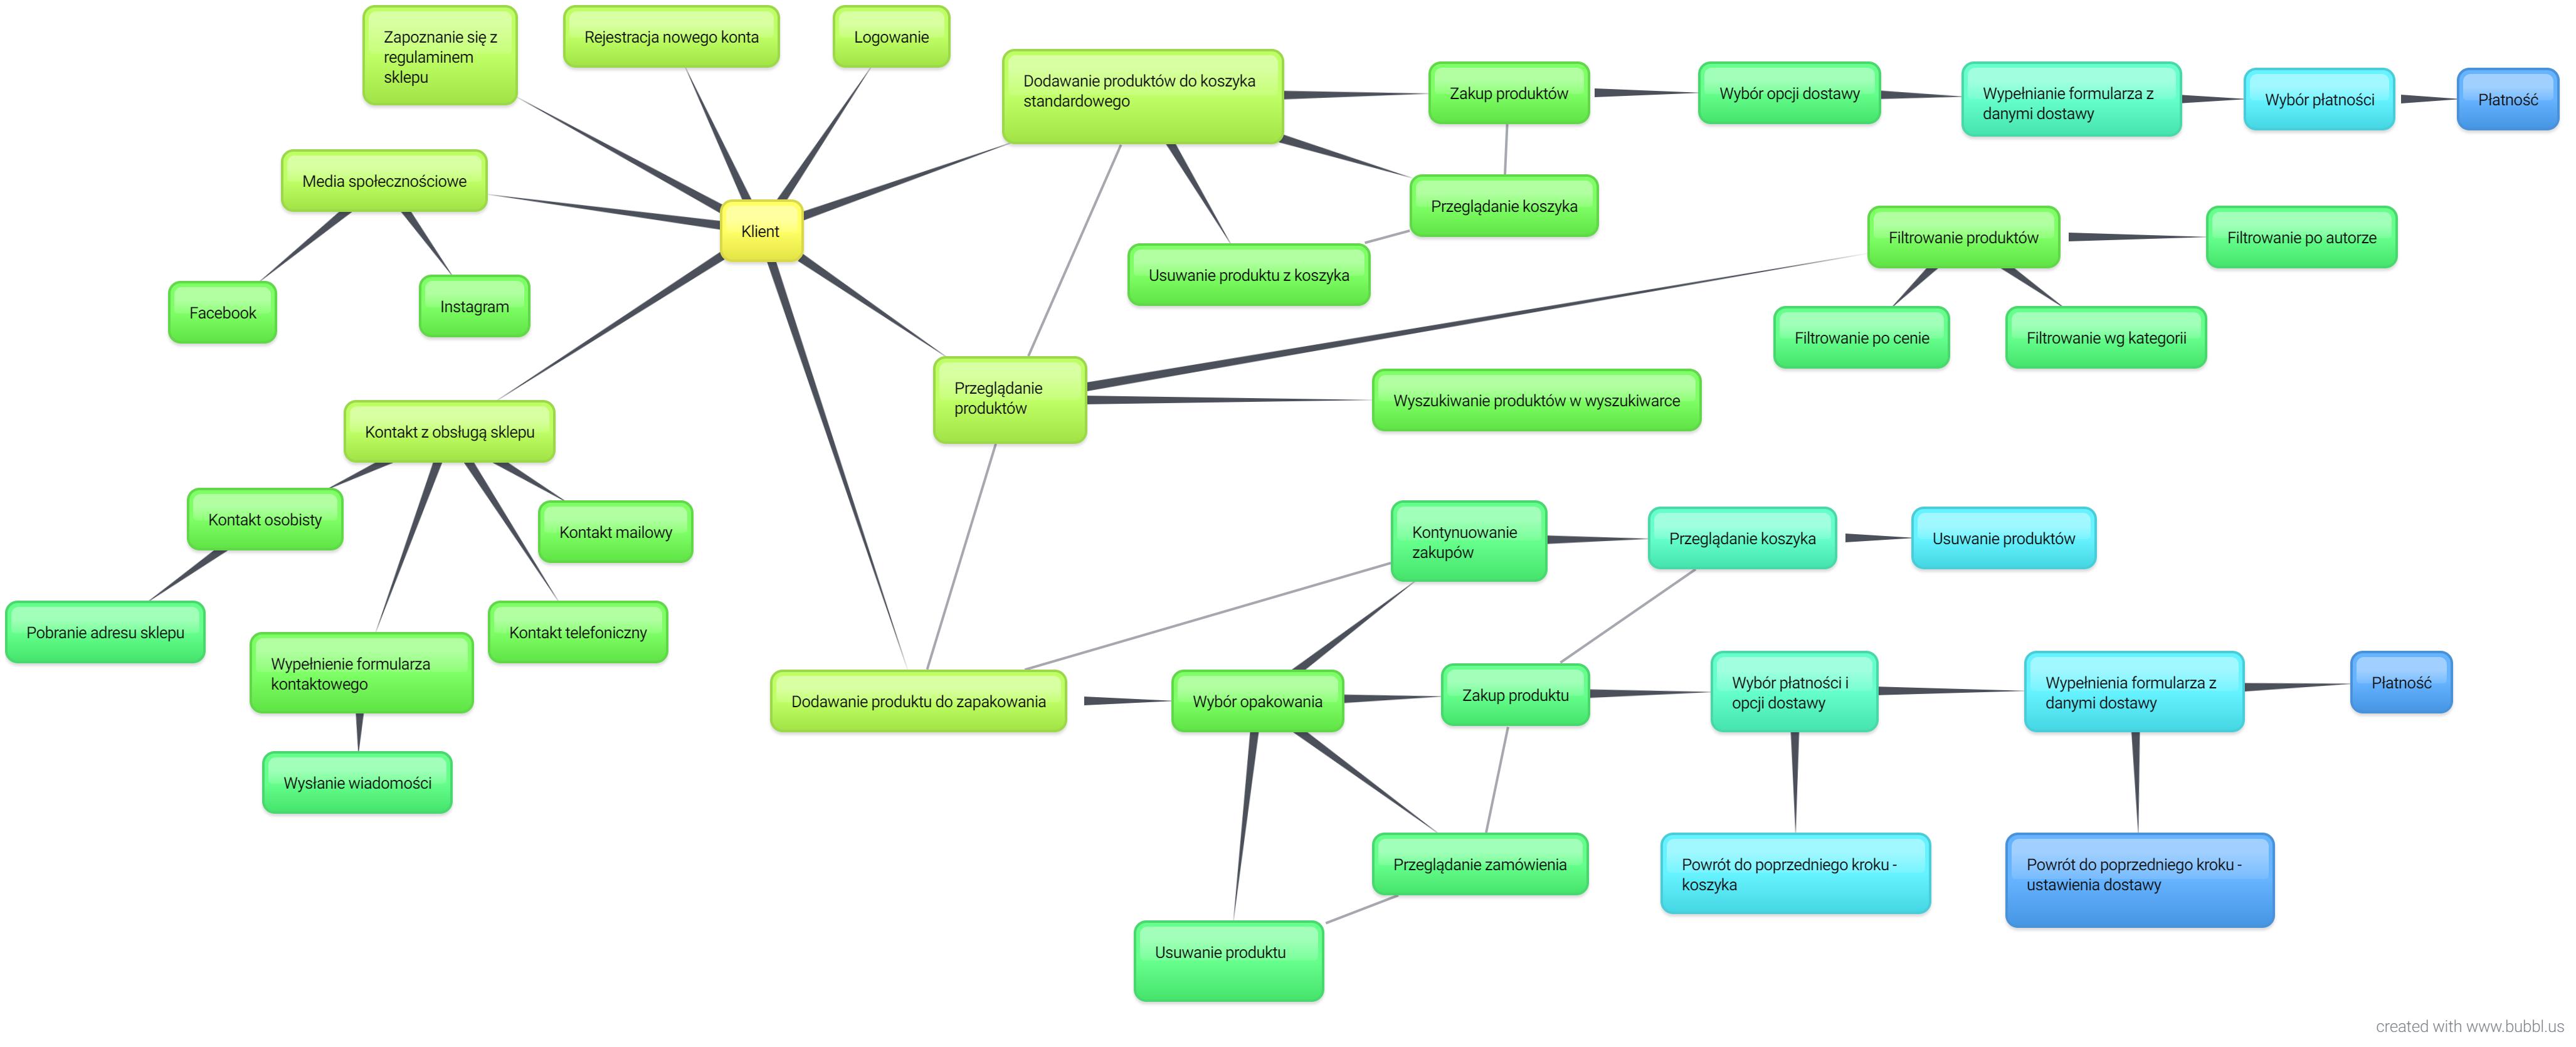 Zapoznanie się z
regulaminem
sklepu
Rejestracja nowego konta
Logowanie
Dodawanie produktów do koszyka
standardowego
Zakup produktów
Wybór opcji dostawy
Wypełnianie formularza z
danymi dostawy
Wybór płatności
Płatność
Media społecznościowe
Klient
Przeglądanie koszyka
Usuwanie produktu z koszyka
Filtrowanie produktów
Filtrowanie po autorze
Facebook
Instagram
Filtrowanie po cenie
Filtrowanie wg kategorii
Przeglądanie
produktów
Wyszukiwanie produktów w wyszukiwarce
Kontakt z obsługą sklepu
Kontakt osobisty
Kontakt mailowy
Kontynuowanie
zakupów
Przeglądanie koszyka
Usuwanie produktów
Pobranie adresu sklepu
Wypełnienie formularza
kontaktowego
Kontakt telefoniczny
Dodawanie produktu do zapakowania
Wybór opakowania
Zakup produktu
Wybór płatności i
opcji dostawy
Wypełnienia formularza z
danymi dostawy
Płatność
Wysłanie wiadomości
Przeglądanie zamówienia
Powrót do poprzedniego kroku -
koszyka
Powrót do poprzedniego kroku -
ustawienia dostawy
Usuwanie produktu
created with www.bubbl.us